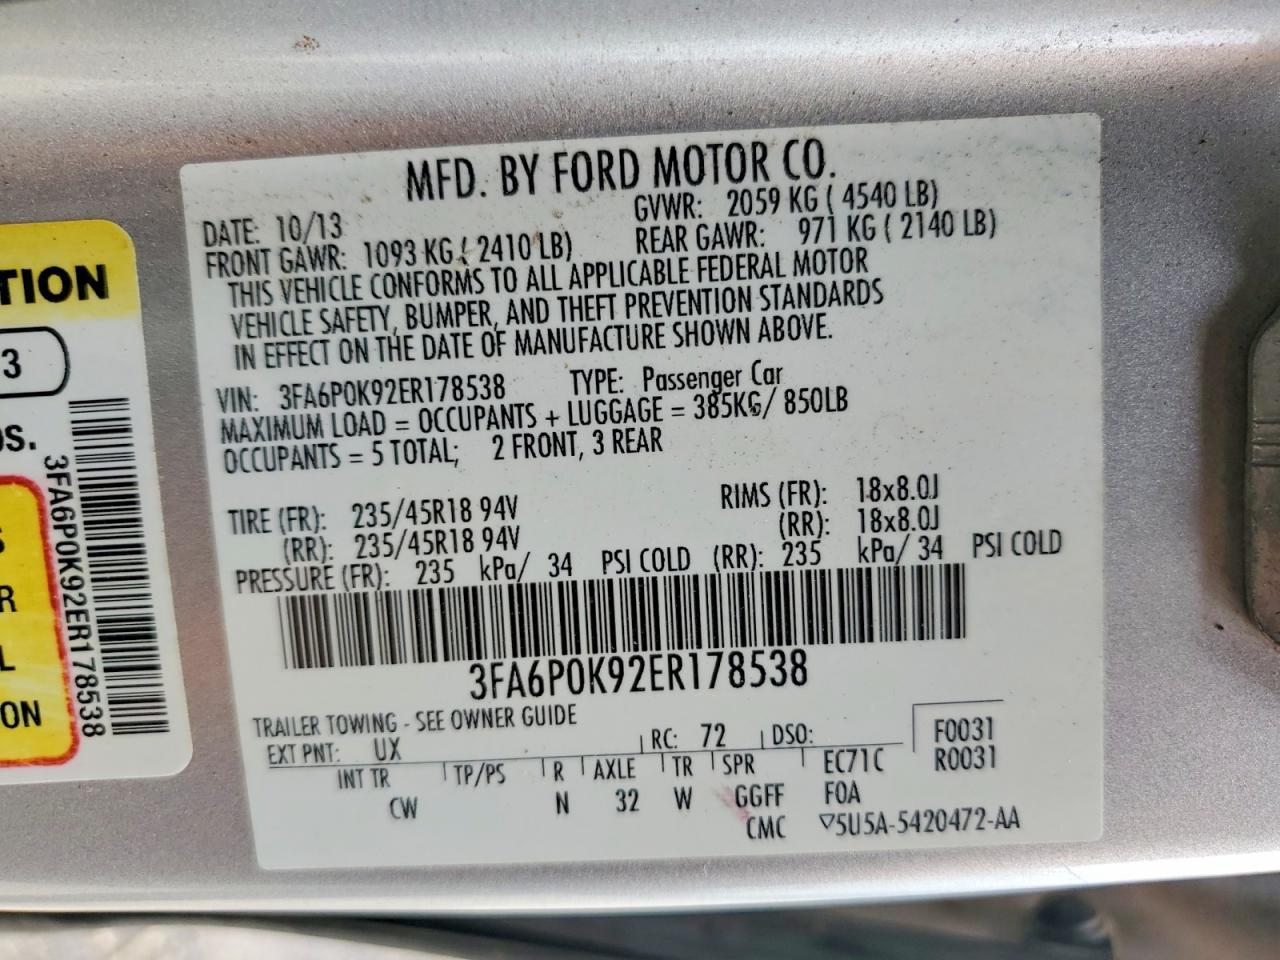 MFD. BY FORD MOTOR CO.
DATE: 10/13 GVWR: 2059 KG ( 4540 LB)
FRONT GAWR: 1093 KG ( 2410 LB) REAR GAWR: 971 KG ( 2140 LB)
THIS VEHICLE CONFORMS TO ALL APPLICABLE FEDERAL MOTOR
VEHICLE SAFETY, BUMPER, AND THEFT PREVENTION STANDARDS
IN EFFECT ON THE DATE OF MANUFACTURE SHOWN ABOVE.
VIN: 3FA6P0K92ER178538 TYPE: Passenger Car
MAXIMUM LOAD = OCCUPANTS + LUGGAGE = 385KG/ 850LB
OCCUPANTS = 5 TOTAL; 2 FRONT, 3 REAR
TIRE (FR): 235/45R18 94V RIMS (FR): 18x8.0J
(RR): 235/45R18 94V (RR): 18x8.0J
PRESSURE (FR): 235 kPa/ 34 PSI COLD (RR): 235 kPa/ 34 PSI COLD
3FA6P0K92ER178538
TRAILER TOWING - SEE OWNER GUIDE
EXT PNT: UX RC: 72 DSO: F0031
INT TR TP/PS R AXLE TR SPR EC71C R0031
CW N 32 W GGFF FOA
CMC ▽5U5A-5420472-AA
TION
3
S.
3FA6P0K92ER178538
S
R
L
ON